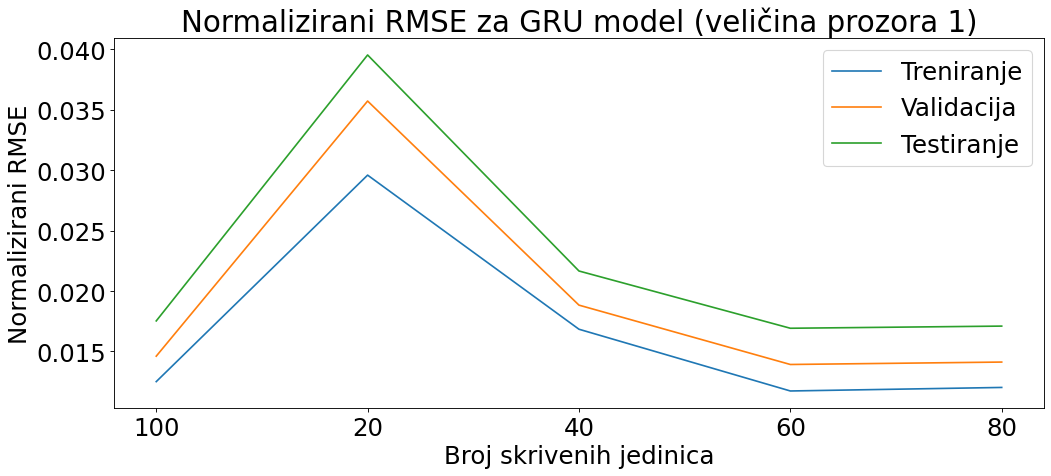 Normalizirani RMSE za GRU model (veličina prozora 1)
Treniranje
Validacija
Testiranje
Normalizirani RMSE
0.040
0.035
0.030
0.025
0.020
0.015
100 20 40 60 80
Broj skrivenih jedinica